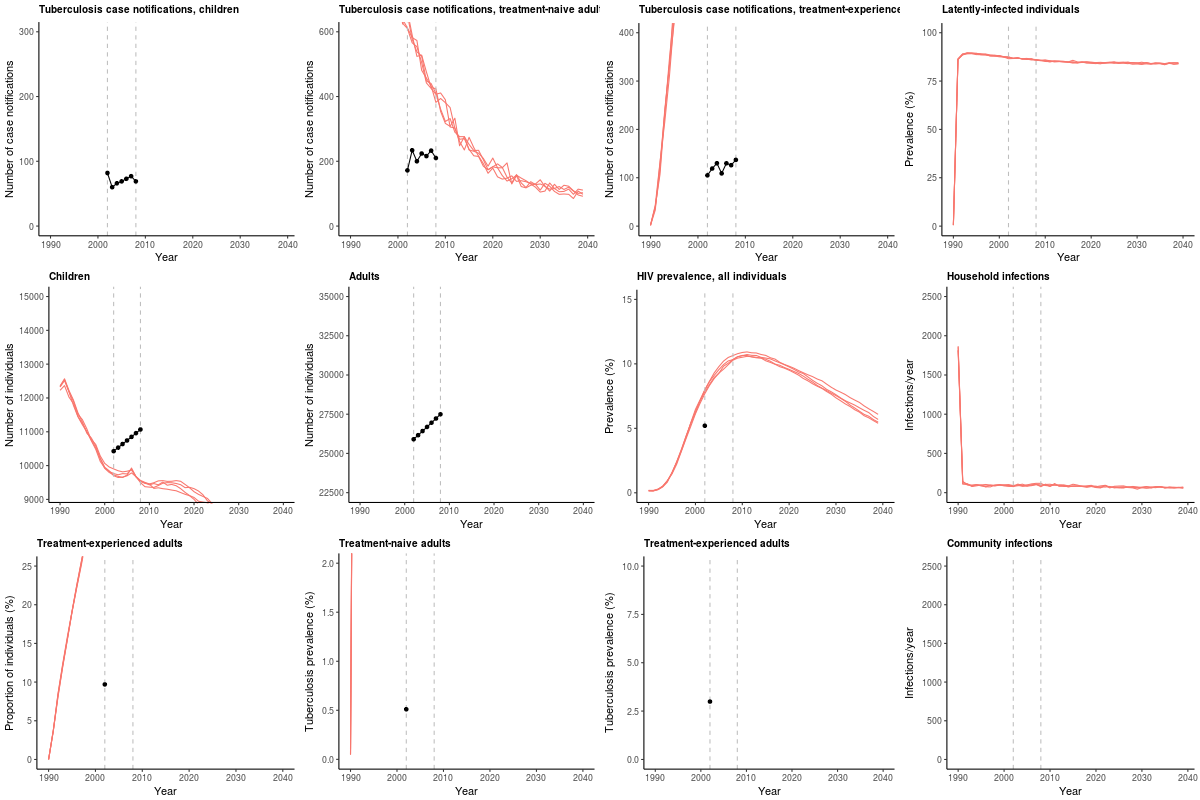 Tuberculosis case notifications, children
Number of case notifications
300
200
100
0
1990 2000 2010 2020 2030 2040
Year
Tuberculosis case notifications, treatment-naive adul
Number of case notifications
600
400
200
0
1990 2000 2010 2020 2030 2040
Year
Tuberculosis case notifications, treatment-experience
Number of case notifications
400
300
200
100
0
1990 2000 2010 2020 2030 2040
Year
Latently-infected individuals
Prevalence (%)
100
75
50
25
0
1990 2000 2010 2020 2030 2040
Year
Children
Number of individuals
15000
14000
13000
12000
11000
10000
9000
1990 2000 2010 2020 2030 2040
Year
Adults
Number of individuals
35000
32500
30000
27500
25000
22500
1990 2000 2010 2020 2030 2040
Year
HIV prevalence, all individuals
Prevalence (%)
15
10
5
0
1990 2000 2010 2020 2030 2040
Year
Household infections
Infections/year
2500
2000
1500
1000
500
0
1990 2000 2010 2020 2030 2040
Year
Treatment-experienced adults
Proportion of individuals (%)
25
20
15
10
5
0
1990 2000 2010 2020 2030 2040
Year
Treatment-naive adults
Tuberculosis prevalence (%)
2.0
1.5
1.0
0.5
0.0
1990 2000 2010 2020 2030 2040
Year
Treatment-experienced adults
Tuberculosis prevalence (%)
10.0
7.5
5.0
2.5
0.0
1990 2000 2010 2020 2030 2040
Year
Community infections
Infections/year
2500
2000
1500
1000
500
0
1990 2000 2010 2020 2030 2040
Year